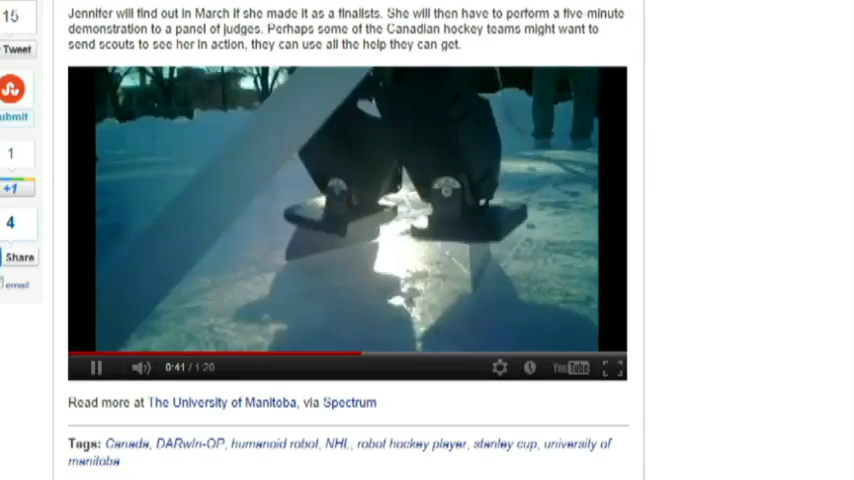 15
Tweet
ubmit
1
+1
4
Share
email
Jennifer will find out in March if she made it as a finalists. She will then have to perform a five-minute
demonstration to a panel of judges. Perhaps some of the Canadian hockey teams might want to
send scouts to see her in action, they can use all the help they can get.
0:41 / 1:20
YouTube
Read more at The University of Manitoba, via Spectrum
Tags: Canada, DARwIn-OP, humanoid robot, NHL, robot hockey player, stanley cup, university of
manitoba